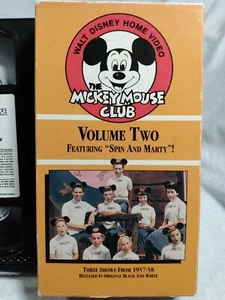 WALT DISNEY HOME VIDEO
THE
MICKEY MOUSE
CLUB
VOLUME TWO
FEATURING "SPIN AND MARTY"!
THREE SHOWS FROM 1957-58
RELEASED IN ORIGINAL BLACK AND WHITE